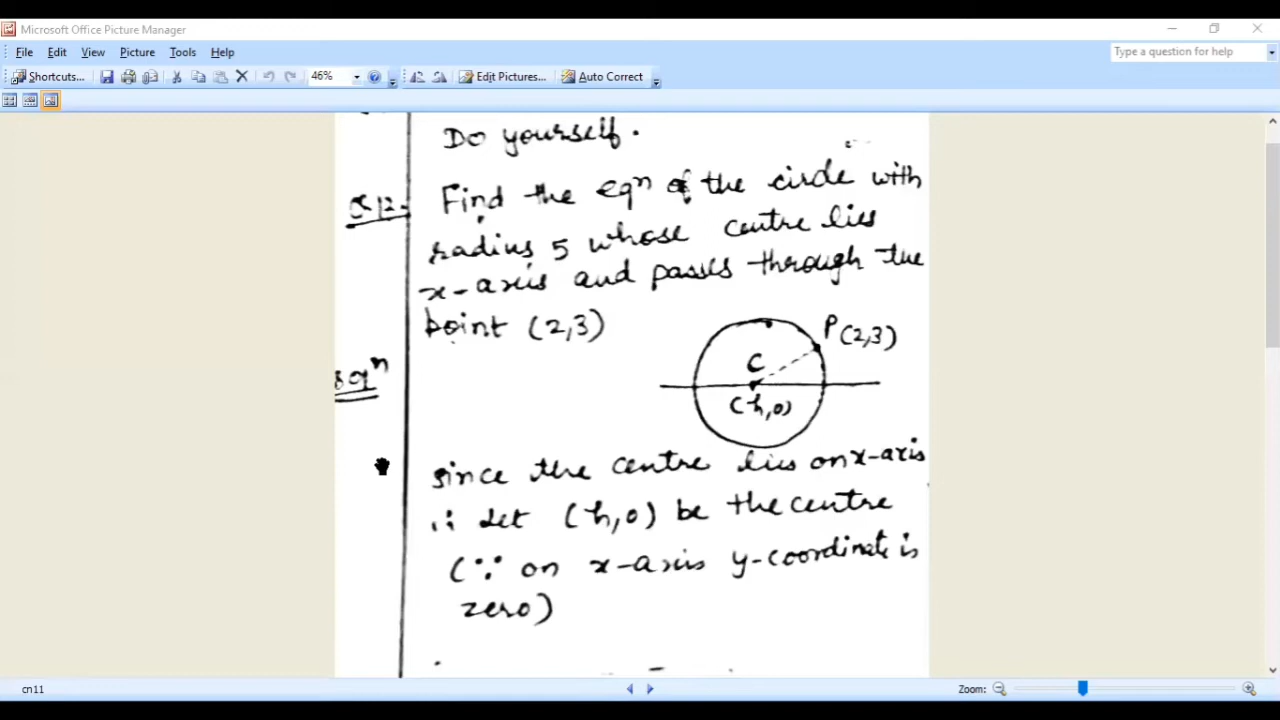 Microsoft Office Picture Manager
File Edit View Picture Tools Help
Type a question for help
Shortcuts... 46% Edit Pictures... Auto Correct
Do yourself.
Q12- Find the eqn of the circle with
radius 5 whose centre lies
x-axis and passes through the
point (2,3)
P(2,3)
C
(h,0)
since the centre lies on x-axis
∴ Let (h,0) be the centre
(∵ on x-axis y-coordinate is
zero)
cn11
Zoom: